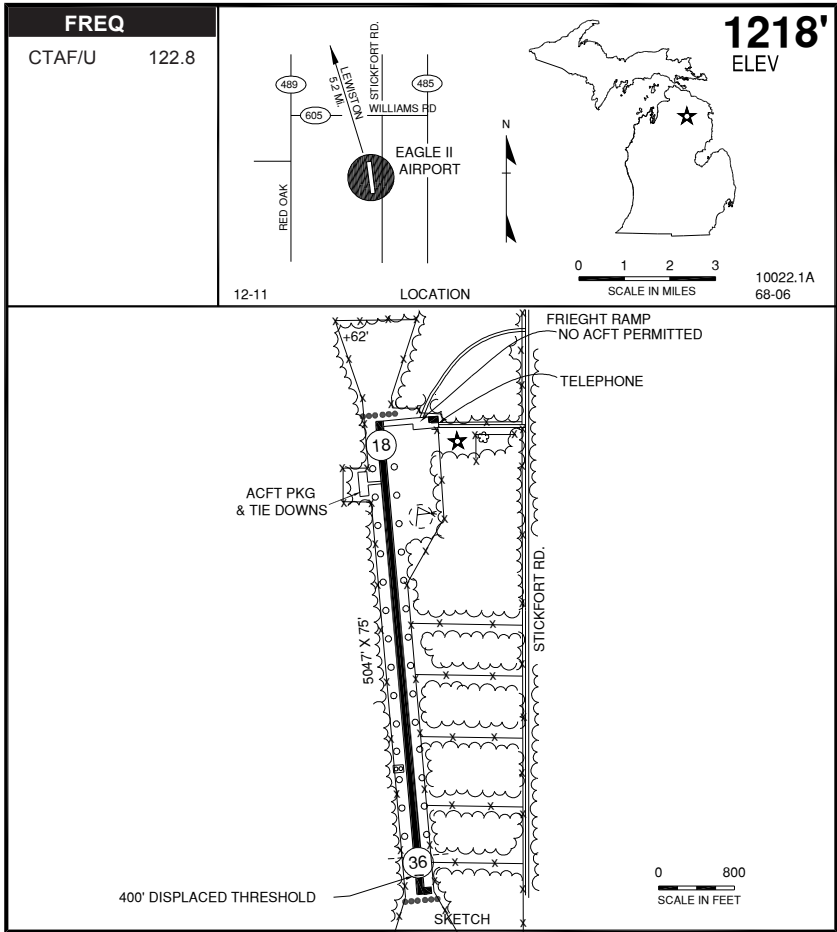 FREQ
CTAF/U 122.8
489
605
LEWISTON
5.2 MI.
STICKFORT RD.
485
WILLIAMS RD
EAGLE II
AIRPORT
RED OAK
N
1218'
ELEV
0 1 2 3
SCALE IN MILES
10022.1A
68-06
12-11
LOCATION
+62'
FRIEGHT RAMP
NO ACFT PERMITTED
TELEPHONE
18
ACFT PKG
& TIE DOWNS
5047' X 75'
STICKFORT RD.
36
400' DISPLACED THRESHOLD
0 800
SCALE IN FEET
SKETCH